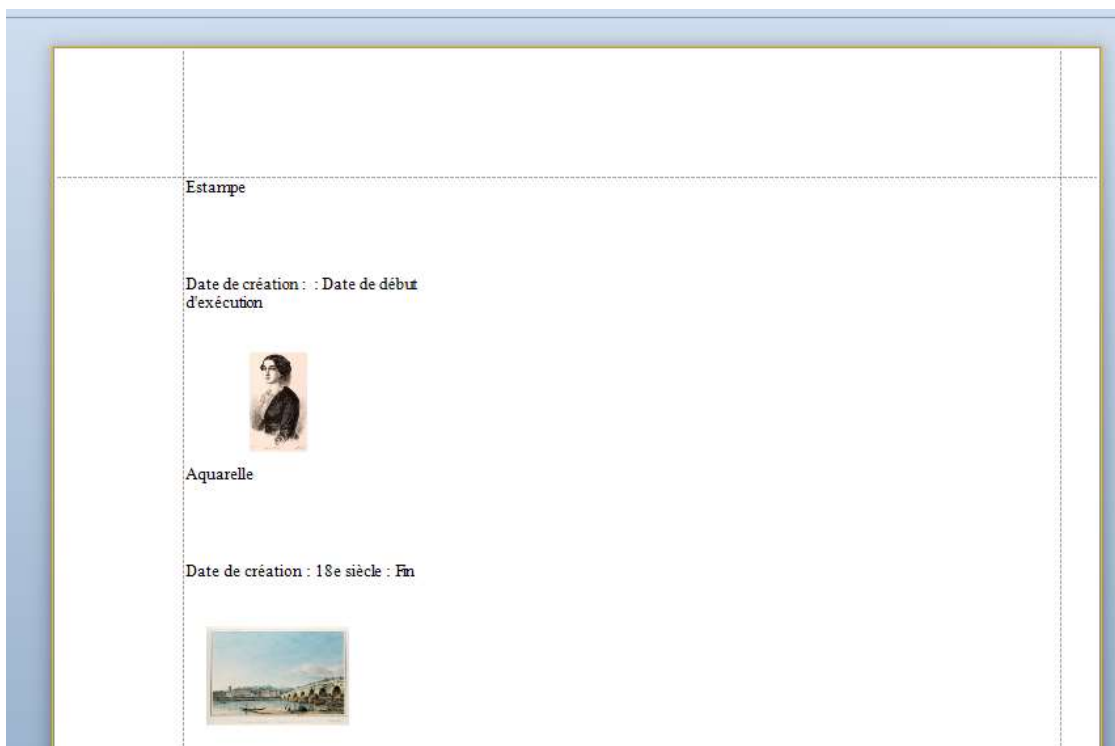 Estampe
Date de création :  : Date de début
d'exécution
Aquarelle
Date de création : 18e siècle : Fin